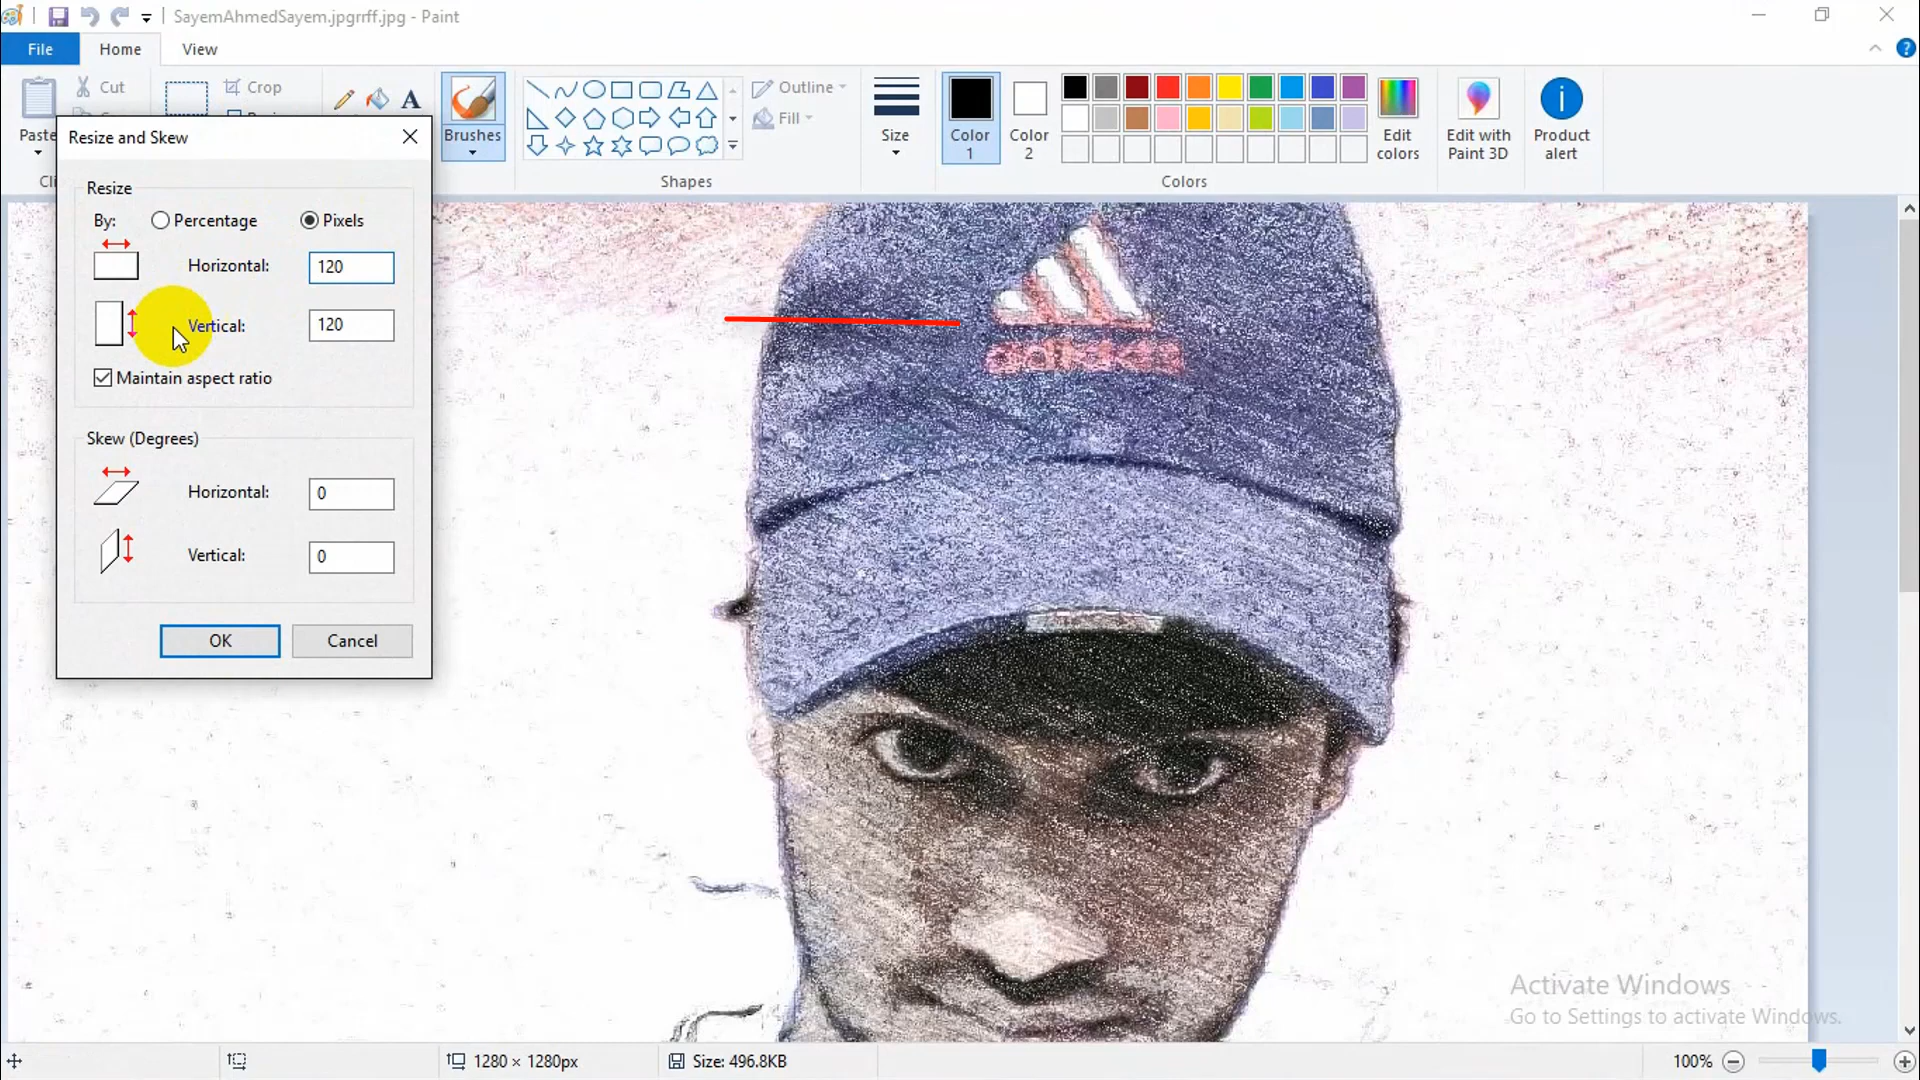 SayemAhmedSayem.jpgrrff.jpg - Paint
File
Home
View
Paste
Cut
Crop
A
Brushes
Outline
Fill
Shapes
Size
Color
1
Color
2
Edit
colors
Edit with
Paint 3D
Product
alert
Colors
Resize and Skew
Resize
By:
Percentage
Pixels
Horizontal:
120
Vertical:
120
Maintain aspect ratio
Skew (Degrees)
Horizontal:
0
Vertical:
0
OK
Cancel
Activate Windows
Go to Settings to activate Windows.
1280 × 1280px
Size: 496.8KB
100%